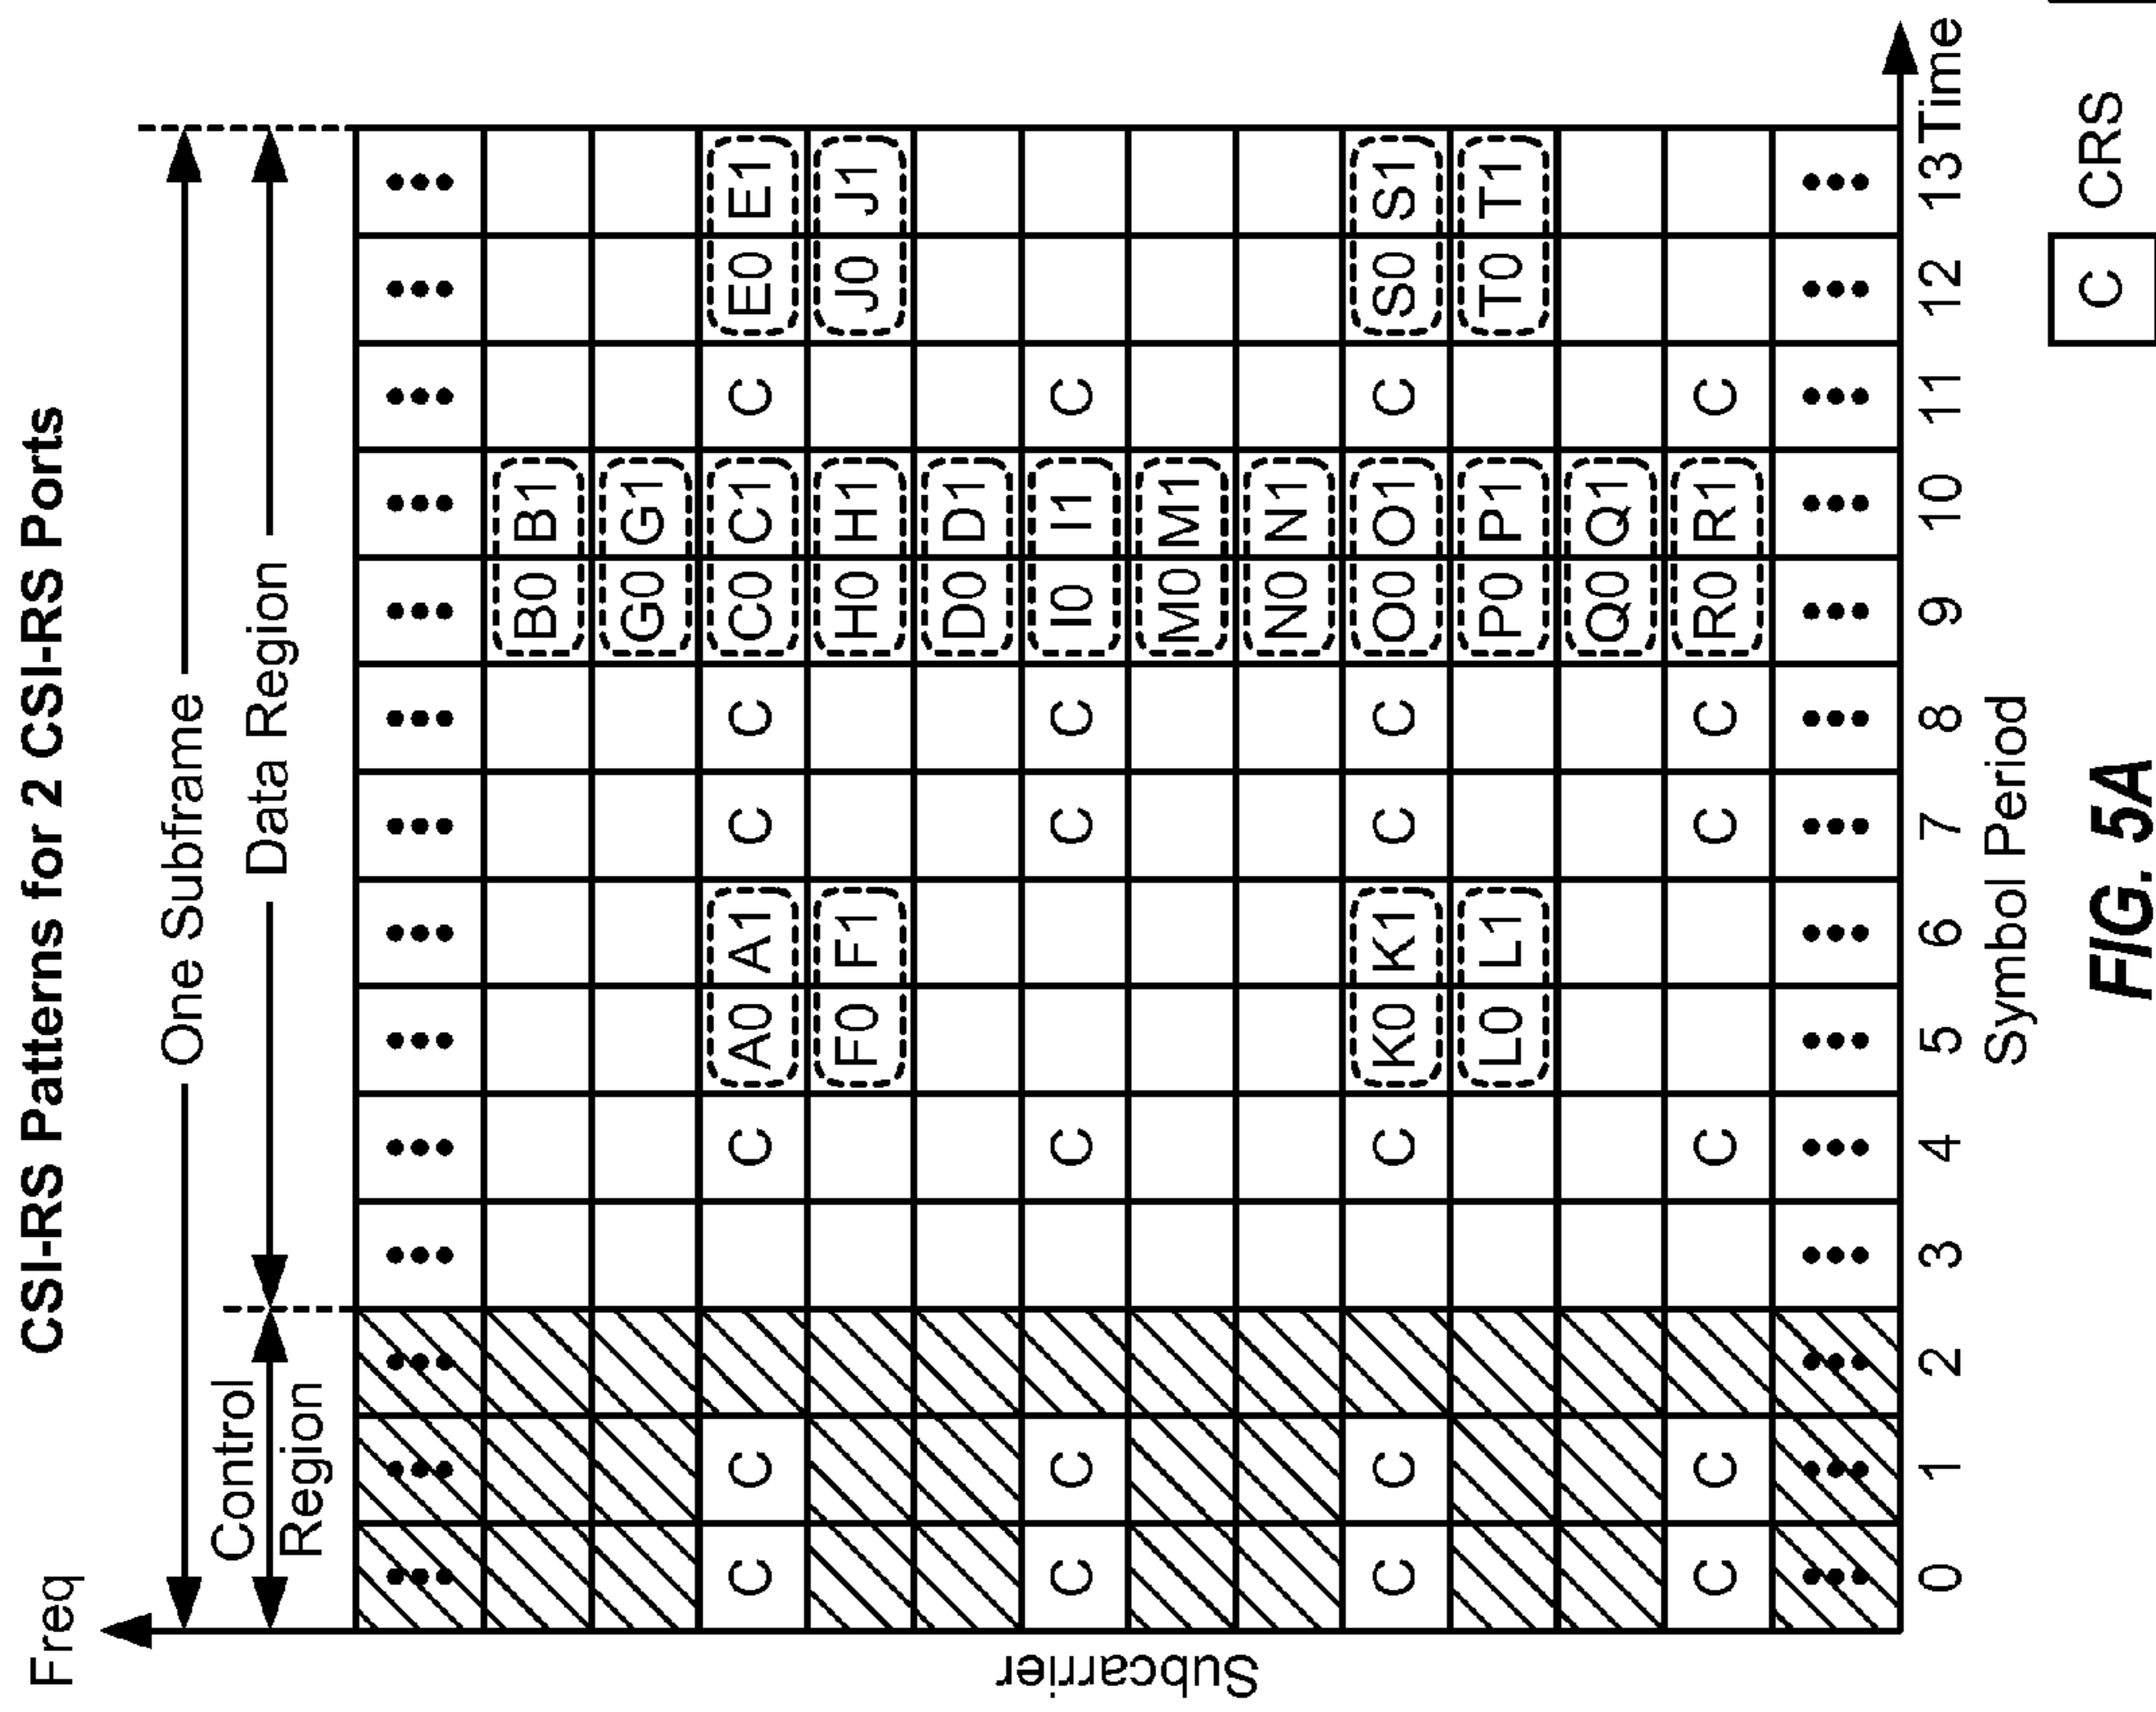 CSI-RS Patterns for 2 CSI-RS Ports
Freq
One Subframe
Control
Region
Data Region
••• ••• ••• ••• ••• ••• ••• ••• ••• ••• ••• ••• ••• •••
B0 B1
G0 G1
C C C A0 A1 C C C0 C1 C E0 E1
F0 F1 H0 H1 J0 J1
D0 D1
C C C C C I0 I1 C
M0 M1
N0 N1
C C C K0 K1 C C O0 O1 C S0 S1
L0 L1 P0 P1 T0 T1
Q0 Q1
C C C C C R0 R1 C
••• ••• ••• ••• ••• ••• ••• ••• ••• ••• ••• ••• ••• •••
Subcarrier
0 1 2 3 4 5 6 7 8 9 10 11 12 13 Time
Symbol Period
C CRS
FIG. 5A